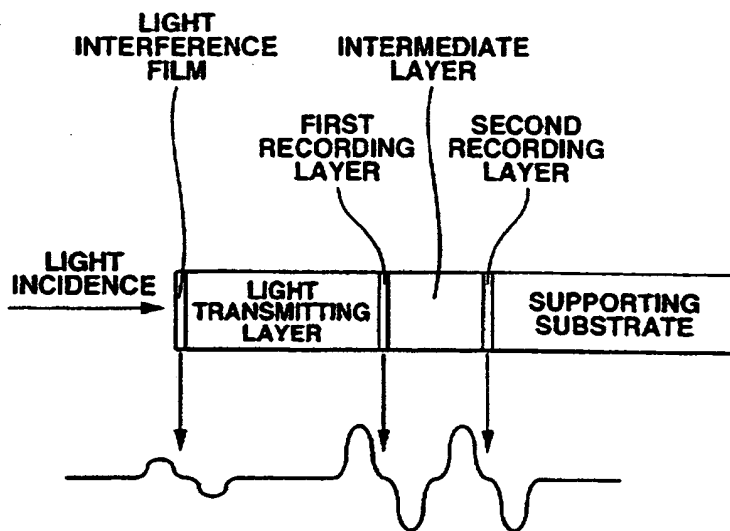 LIGHT
INTERFERENCE
FILM
INTERMEDIATE
LAYER
FIRST
RECORDING
LAYER
SECOND
RECORDING
LAYER
LIGHT
INCIDENCE
LIGHT
TRANSMITTING
LAYER
SUPPORTING
SUBSTRATE